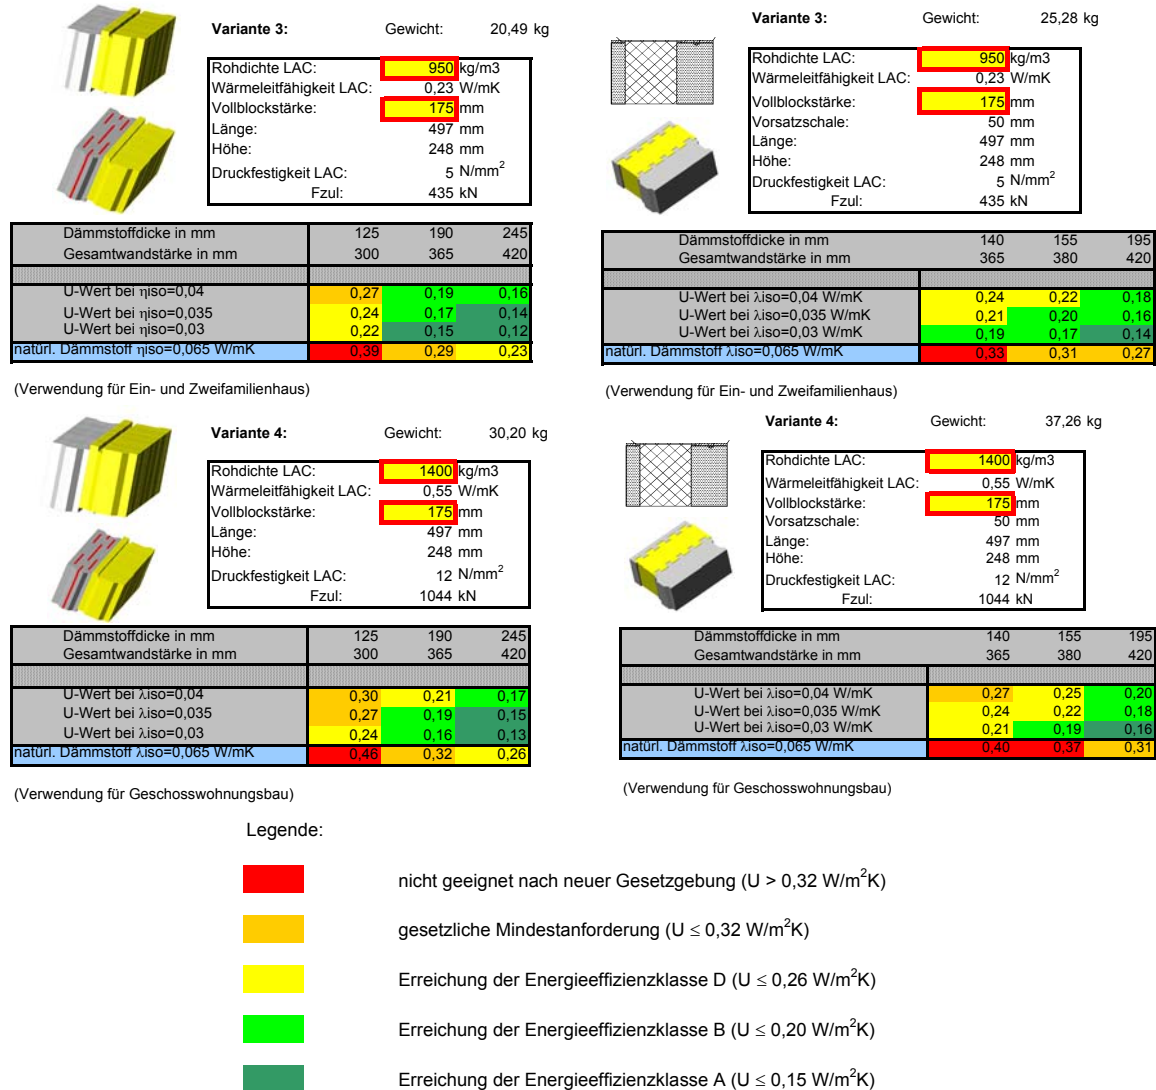 Variante 3: Gewicht: 20,49 kg
Rohdichte LAC: 950 kg/m3
Wärmeleitfähigkeit LAC: 0,23 W/mK
Vollblockstärke: 175 mm
Länge: 497 mm
Höhe: 248 mm
Druckfestigkeit LAC: 5 N/mm²
Fzul: 435 kN
Dämmstoffdicke in mm 125 190 245
Gesamtwandstärke in mm 300 365 420
U-Wert bei ηiso=0,04 0,27 0,19 0,16
U-Wert bei ηiso=0,035 0,24 0,17 0,14
U-Wert bei ηiso=0,03 0,22 0,15 0,12
natürl. Dämmstoff ηiso=0,065 W/mK 0,39 0,29 0,23
(Verwendung für Ein- und Zweifamilienhaus)
Variante 3: Gewicht: 25,28 kg
Rohdichte LAC: 950 kg/m3
Wärmeleitfähigkeit LAC: 0,23 W/mK
Vollblockstärke: 175 mm
Vorsatzschale: 50 mm
Länge: 497 mm
Höhe: 248 mm
Druckfestigkeit LAC: 5 N/mm²
Fzul: 435 kN
Dämmstoffdicke in mm 140 155 195
Gesamtwandstärke in mm 365 380 420
U-Wert bei λiso=0,04 W/mK 0,24 0,22 0,18
U-Wert bei λiso=0,035 W/mK 0,21 0,20 0,16
U-Wert bei λiso=0,03 W/mK 0,19 0,17 0,14
natürl. Dämmstoff λiso=0,065 W/mK 0,33 0,31 0,27
(Verwendung für Ein- und Zweifamilienhaus)
Variante 4: Gewicht: 30,20 kg
Rohdichte LAC: 1400 kg/m3
Wärmeleitfähigkeit LAC: 0,55 W/mK
Vollblockstärke: 175 mm
Länge: 497 mm
Höhe: 248 mm
Druckfestigkeit LAC: 12 N/mm²
Fzul: 1044 kN
Dämmstoffdicke in mm 125 190 245
Gesamtwandstärke in mm 300 365 420
U-Wert bei λiso=0,04 0,30 0,21 0,17
U-Wert bei λiso=0,035 0,27 0,19 0,15
U-Wert bei λiso=0,03 0,24 0,16 0,13
natürl. Dämmstoff λiso=0,065 W/mK 0,46 0,32 0,26
(Verwendung für Geschosswohnungsbau)
Variante 4: Gewicht: 37,26 kg
Rohdichte LAC: 1400 kg/m3
Wärmeleitfähigkeit LAC: 0,55 W/mK
Vollblockstärke: 175 mm
Vorsatzschale: 50 mm
Länge: 497 mm
Höhe: 248 mm
Druckfestigkeit LAC: 12 N/mm²
Fzul: 1044 kN
Dämmstoffdicke in mm 140 155 195
Gesamtwandstärke in mm 365 380 420
U-Wert bei λiso=0,04 W/mK 0,27 0,25 0,20
U-Wert bei λiso=0,035 W/mK 0,24 0,22 0,18
U-Wert bei λiso=0,03 W/mK 0,21 0,19 0,16
natürl. Dämmstoff λiso=0,065 W/mK 0,40 0,37 0,31
(Verwendung für Geschosswohnungsbau)
Legende:
nicht geeignet nach neuer Gesetzgebung (U > 0,32 W/m²K)
gesetzliche Mindestanforderung (U ≤ 0,32 W/m²K)
Erreichung der Energieeffizienzklasse D (U ≤ 0,26 W/m²K)
Erreichung der Energieeffizienzklasse B (U ≤ 0,20 W/m²K)
Erreichung der Energieeffizienzklasse A (U ≤ 0,15 W/m²K)